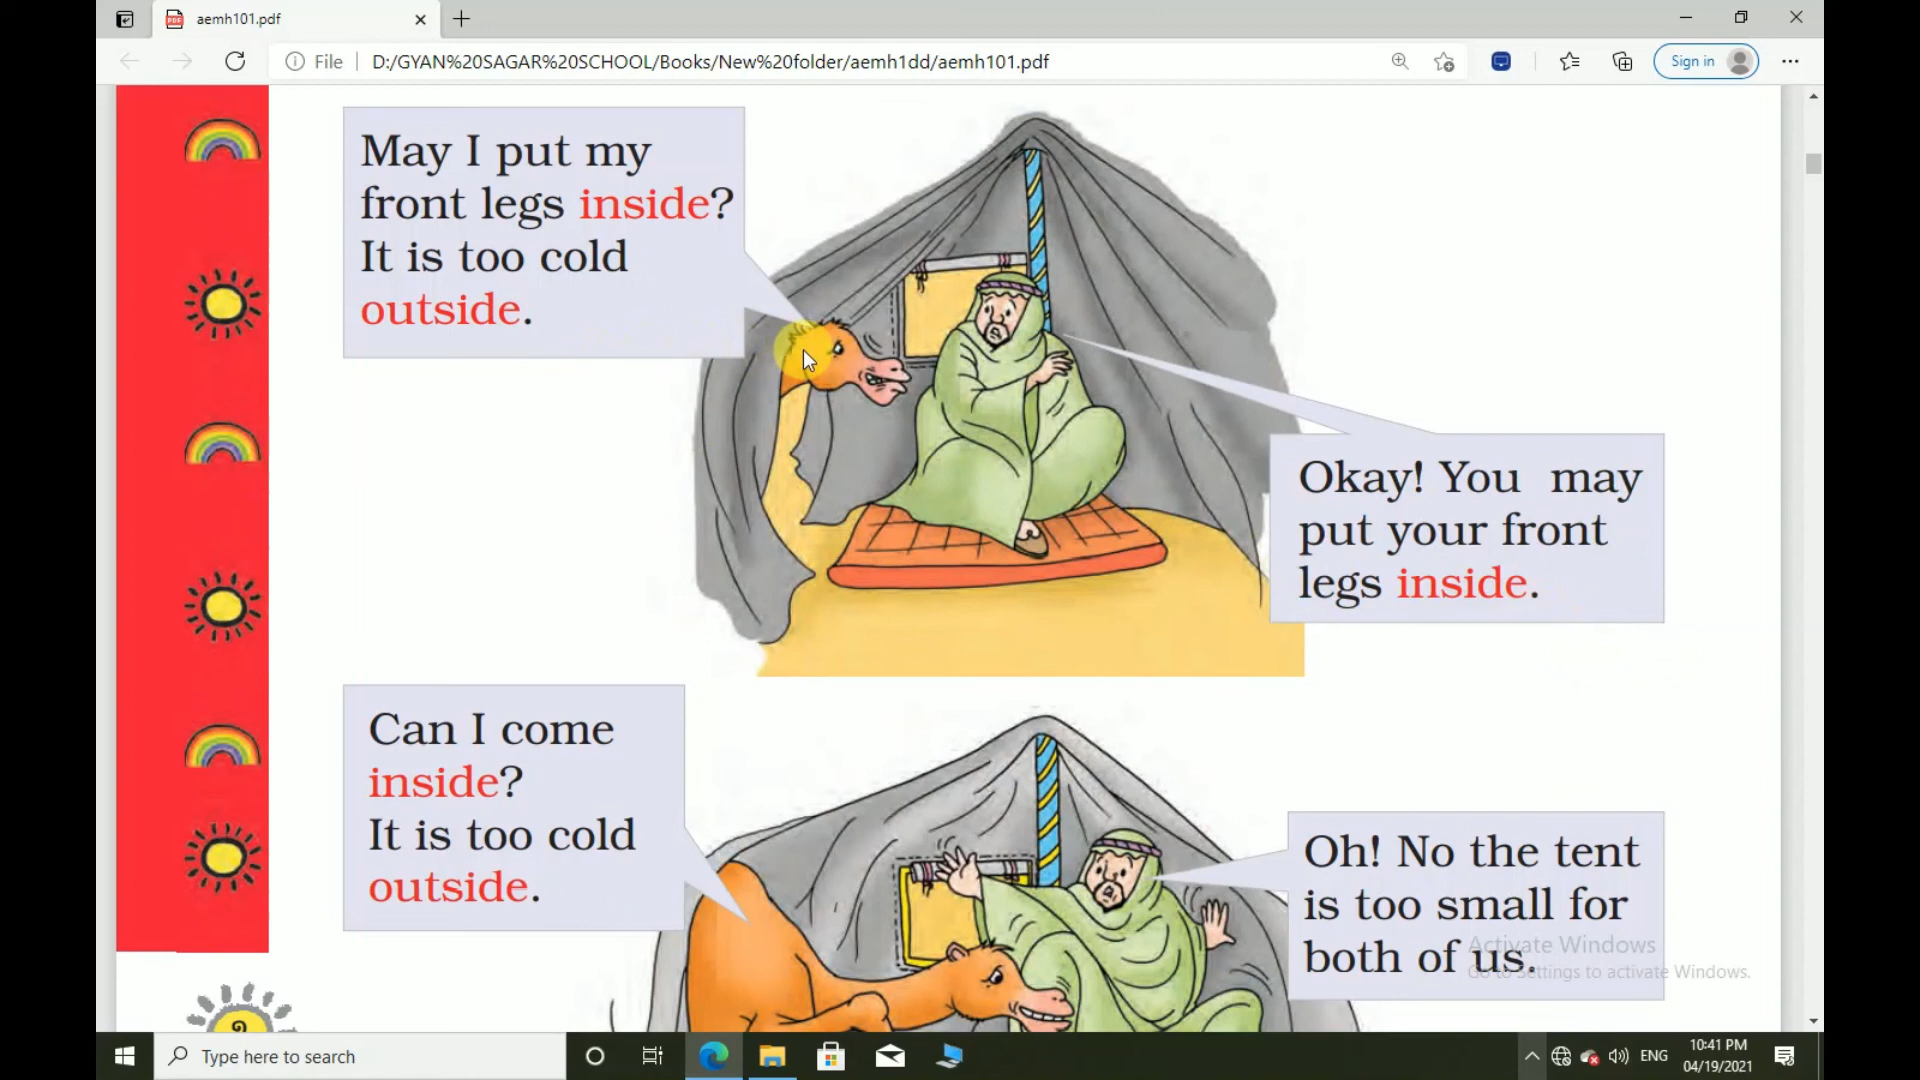 aemh101.pdf
File
D:/GYAN%20SAGAR%20SCHOOL/Books/New%20folder/aemh1dd/aemh101.pdf
Sign in
May I put my
front legs inside?
It is too cold
outside.
Okay! You may
put your front
legs inside.
Can I come
inside?
It is too cold
outside.
Oh! No the tent
is too small for
both of us.
Activate Windows
Go to Settings to activate Windows.
Type here to search
ENG
10:41 PM
04/19/2021